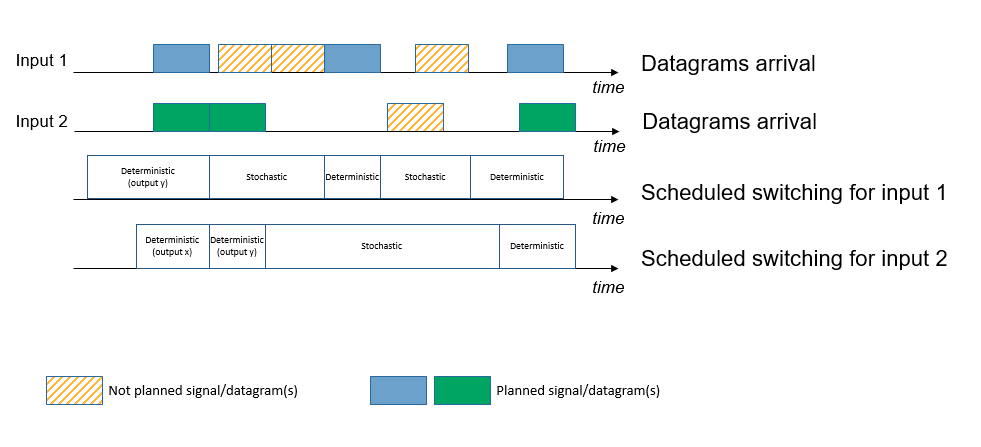 Input 1
Datagrams arrival
time
Input 2
Datagrams arrival
time
Deterministic
(output y)
Stochastic
Deterministic
Stochastic
Deterministic
Scheduled switching for input 1
time
Deterministic
(output x)
Deterministic
(output y)
Stochastic
Deterministic
Scheduled switching for input 2
time
Not planned signal/datagram(s)
Planned signal/datagram(s)